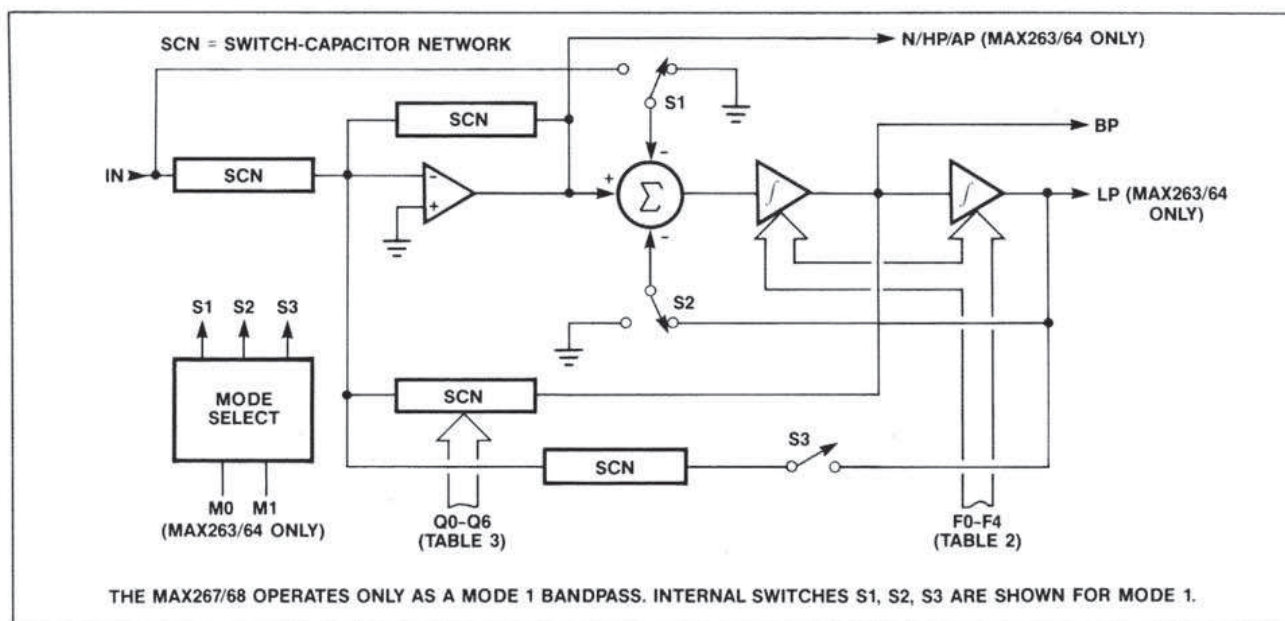 SCN = SWITCH-CAPACITOR NETWORK
N/HP/AP (MAX263/64 ONLY)
S1
SCN
BP
IN
SCN
-
+
+
-
Σ
-
∫
∫
LP (MAX263/64
ONLY)
S2
S1 S2 S3
MODE
SELECT
SCN
S3
SCN
M0 M1
(MAX263/64 ONLY)
Q0-Q6
(TABLE 3)
F0-F4
(TABLE 2)
THE MAX267/68 OPERATES ONLY AS A MODE 1 BANDPASS. INTERNAL SWITCHES S1, S2, S3 ARE SHOWN FOR MODE 1.